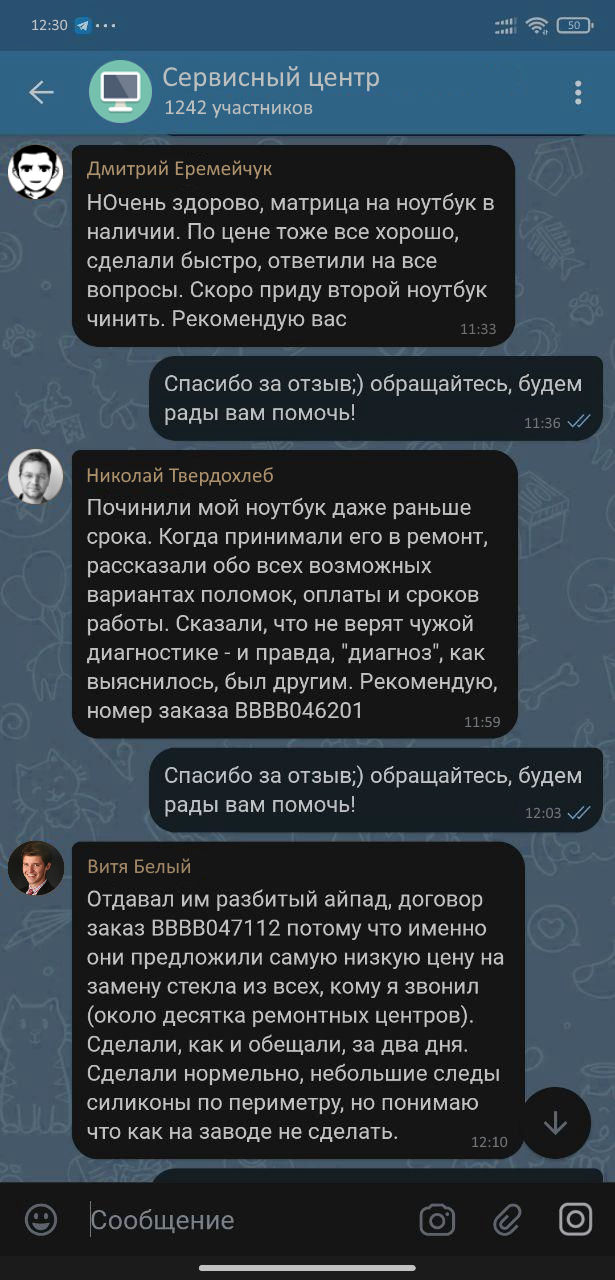 12:30
50
Сервисный центр
1242 участников
Дмитрий Еремейчук
НОчень здорово, матрица на ноутбук в
наличии. По цене тоже все хорошо,
сделали быстро, ответили на все
вопросы. Скоро приду второй ноутбук
чинить. Рекомендую вас
11:33
Спасибо за отзыв;) обращайтесь, будем
рады вам помочь!
11:36
Николай Твердохлеб
Починили мой ноутбук даже раньше
срока. Когда принимали его в ремонт,
рассказали обо всех возможных
вариантах поломок, оплаты и сроков
работы. Сказали, что не верят чужой
диагностике - и правда, "диагноз", как
выяснилось, был другим. Рекомендую,
номер заказа ВВВВ046201
11:59
Спасибо за отзыв;) обращайтесь, будем
рады вам помочь!
12:03
Витя Белый
Отдавал им разбитый айпад, договор
заказ ВВВВ047112 потому что именно
они предложили самую низкую цену на
замену стекла из всех, кому я звонил
(около десятка ремонтных центров).
Сделали, как и обещали, за два дня.
Сделали нормельно, небольшие следы
силиконы по периметру, но понимаю
что как на заводе не сделать.
12:10
Сообщение